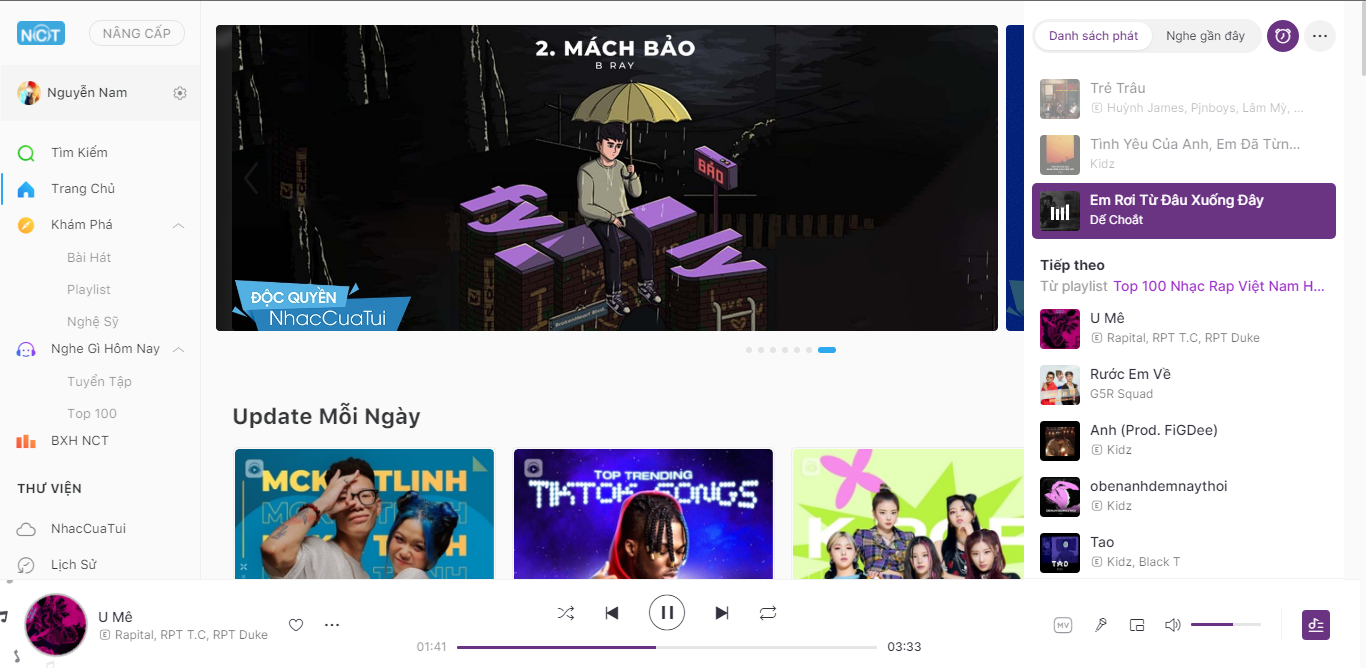 NCT
NÂNG CẤP
Nguyễn Nam
Tìm Kiếm
Trang Chủ
Khám Phá
Bài Hát
Playlist
Nghệ Sỹ
Nghe Gì Hôm Nay
Tuyển Tập
Top 100
BXH NCT
THƯ VIỆN
NhacCuaTui
Lịch Sử
2. MÁCH BẢO
B RAY
BẢO
ĐỘC QUYỀN
NhacCuaTui
Update Mỗi Ngày
TOP TRENDING
TIKTOK SONGS
Danh sách phát
Nghe gần đây
Trẻ Trâu
E Huỳnh James, Pjnboys, Lâm Mỳ, ...
Tình Yêu Của Anh, Em Đã Từn...
Kidz
Em Rơi Từ Đâu Xuống Đây
Dế Choắt
Tiếp theo
Từ playlist Top 100 Nhạc Rap Việt Nam H...
U Mê
E Rapital, RPT T.C, RPT Duke
Rước Em Về
G5R Squad
Anh (Prod. FiGDee)
E Kidz
obenanhdemnaythoi
E Kidz
Tao
E Kidz, Black T
TAO
U Mê
E Rapital, RPT T.C, RPT Duke
01:41
03:33
MV